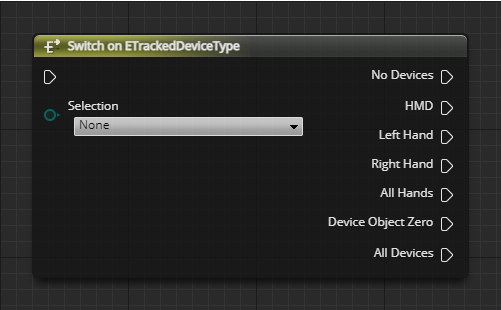 Switch on ETrackedDeviceType
No Devices
Selection
HMD
None
Left Hand
Right Hand
All Hands
Device Object Zero
All Devices